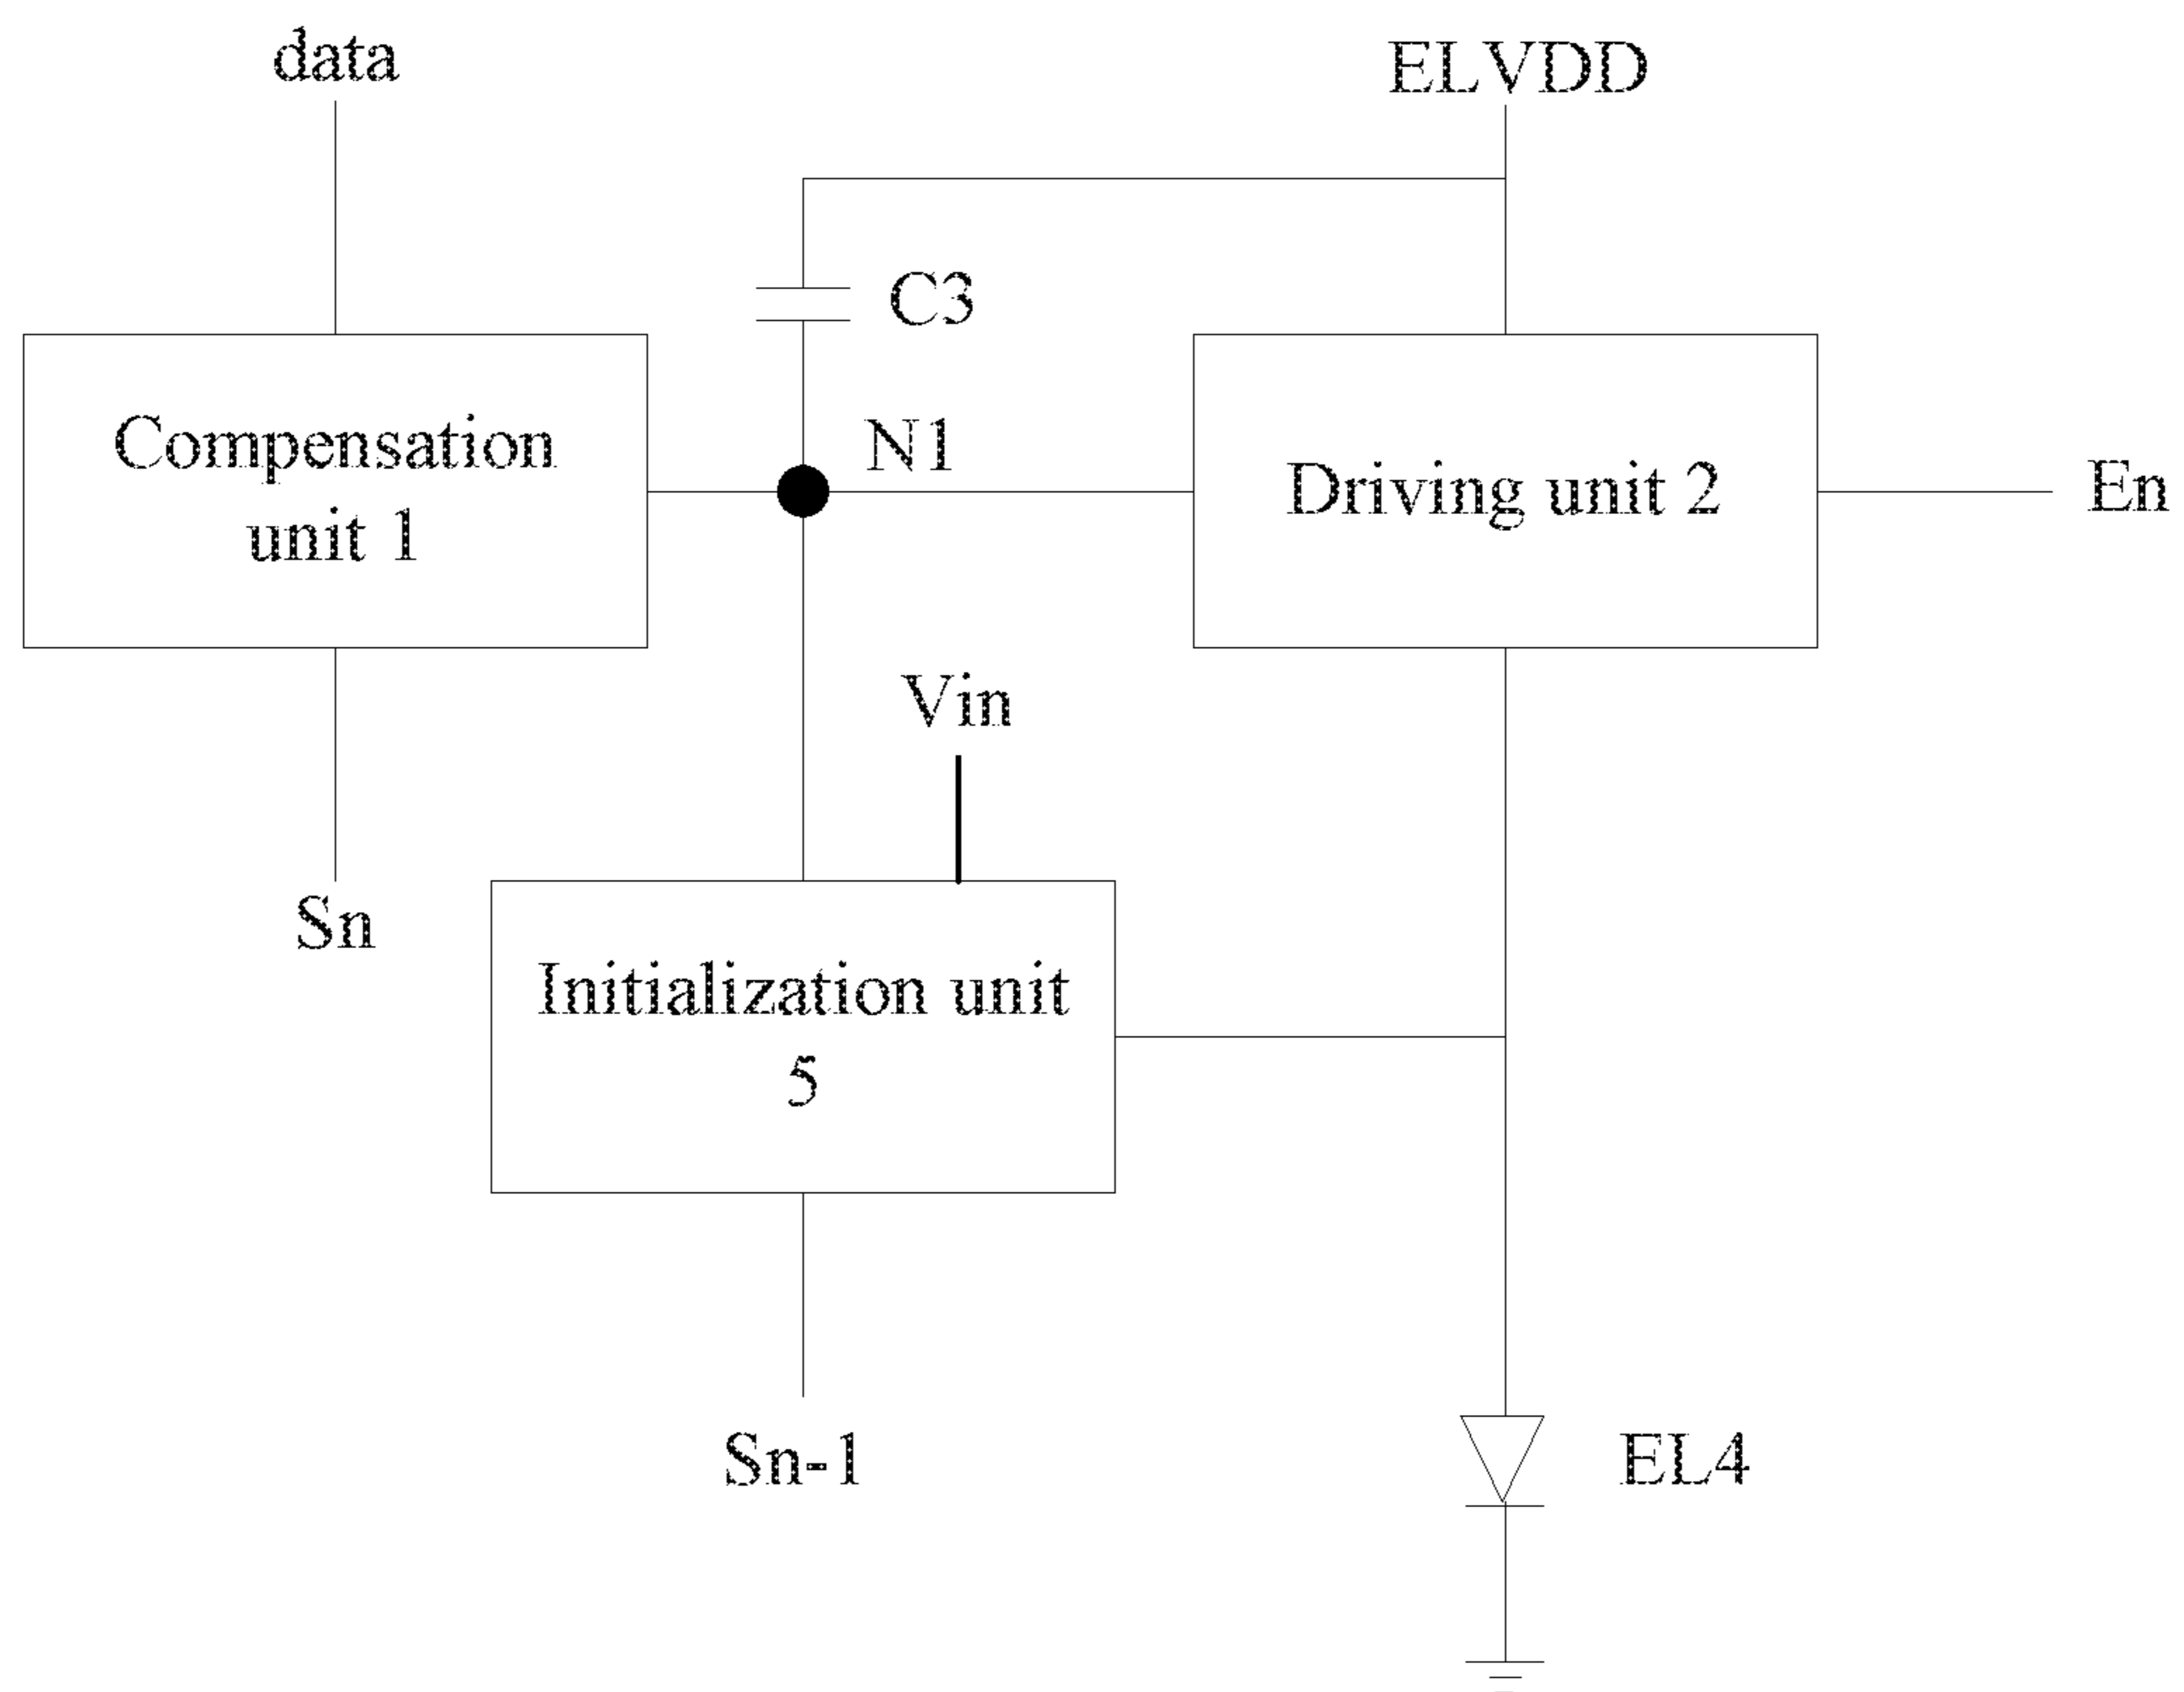 data
ELVDD
C3
N1
Compensation
unit 1
Driving unit 2
En
Vin
Sn
Initialization unit
5
Sn-1
EL4